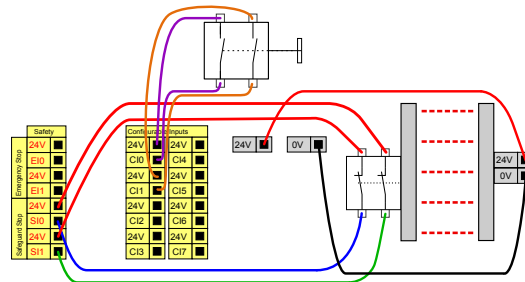 Safety
Emergency Stop
24V
EI0
24V
EI1
Safeguard Stop
24V
SI0
24V
SI1
Configurable Inputs
24V 24V
CI0 CI4
24V 24V
CI1 CI5
24V 24V
CI2 CI6
24V 24V
CI3 CI7
24V
0V
24V
0V